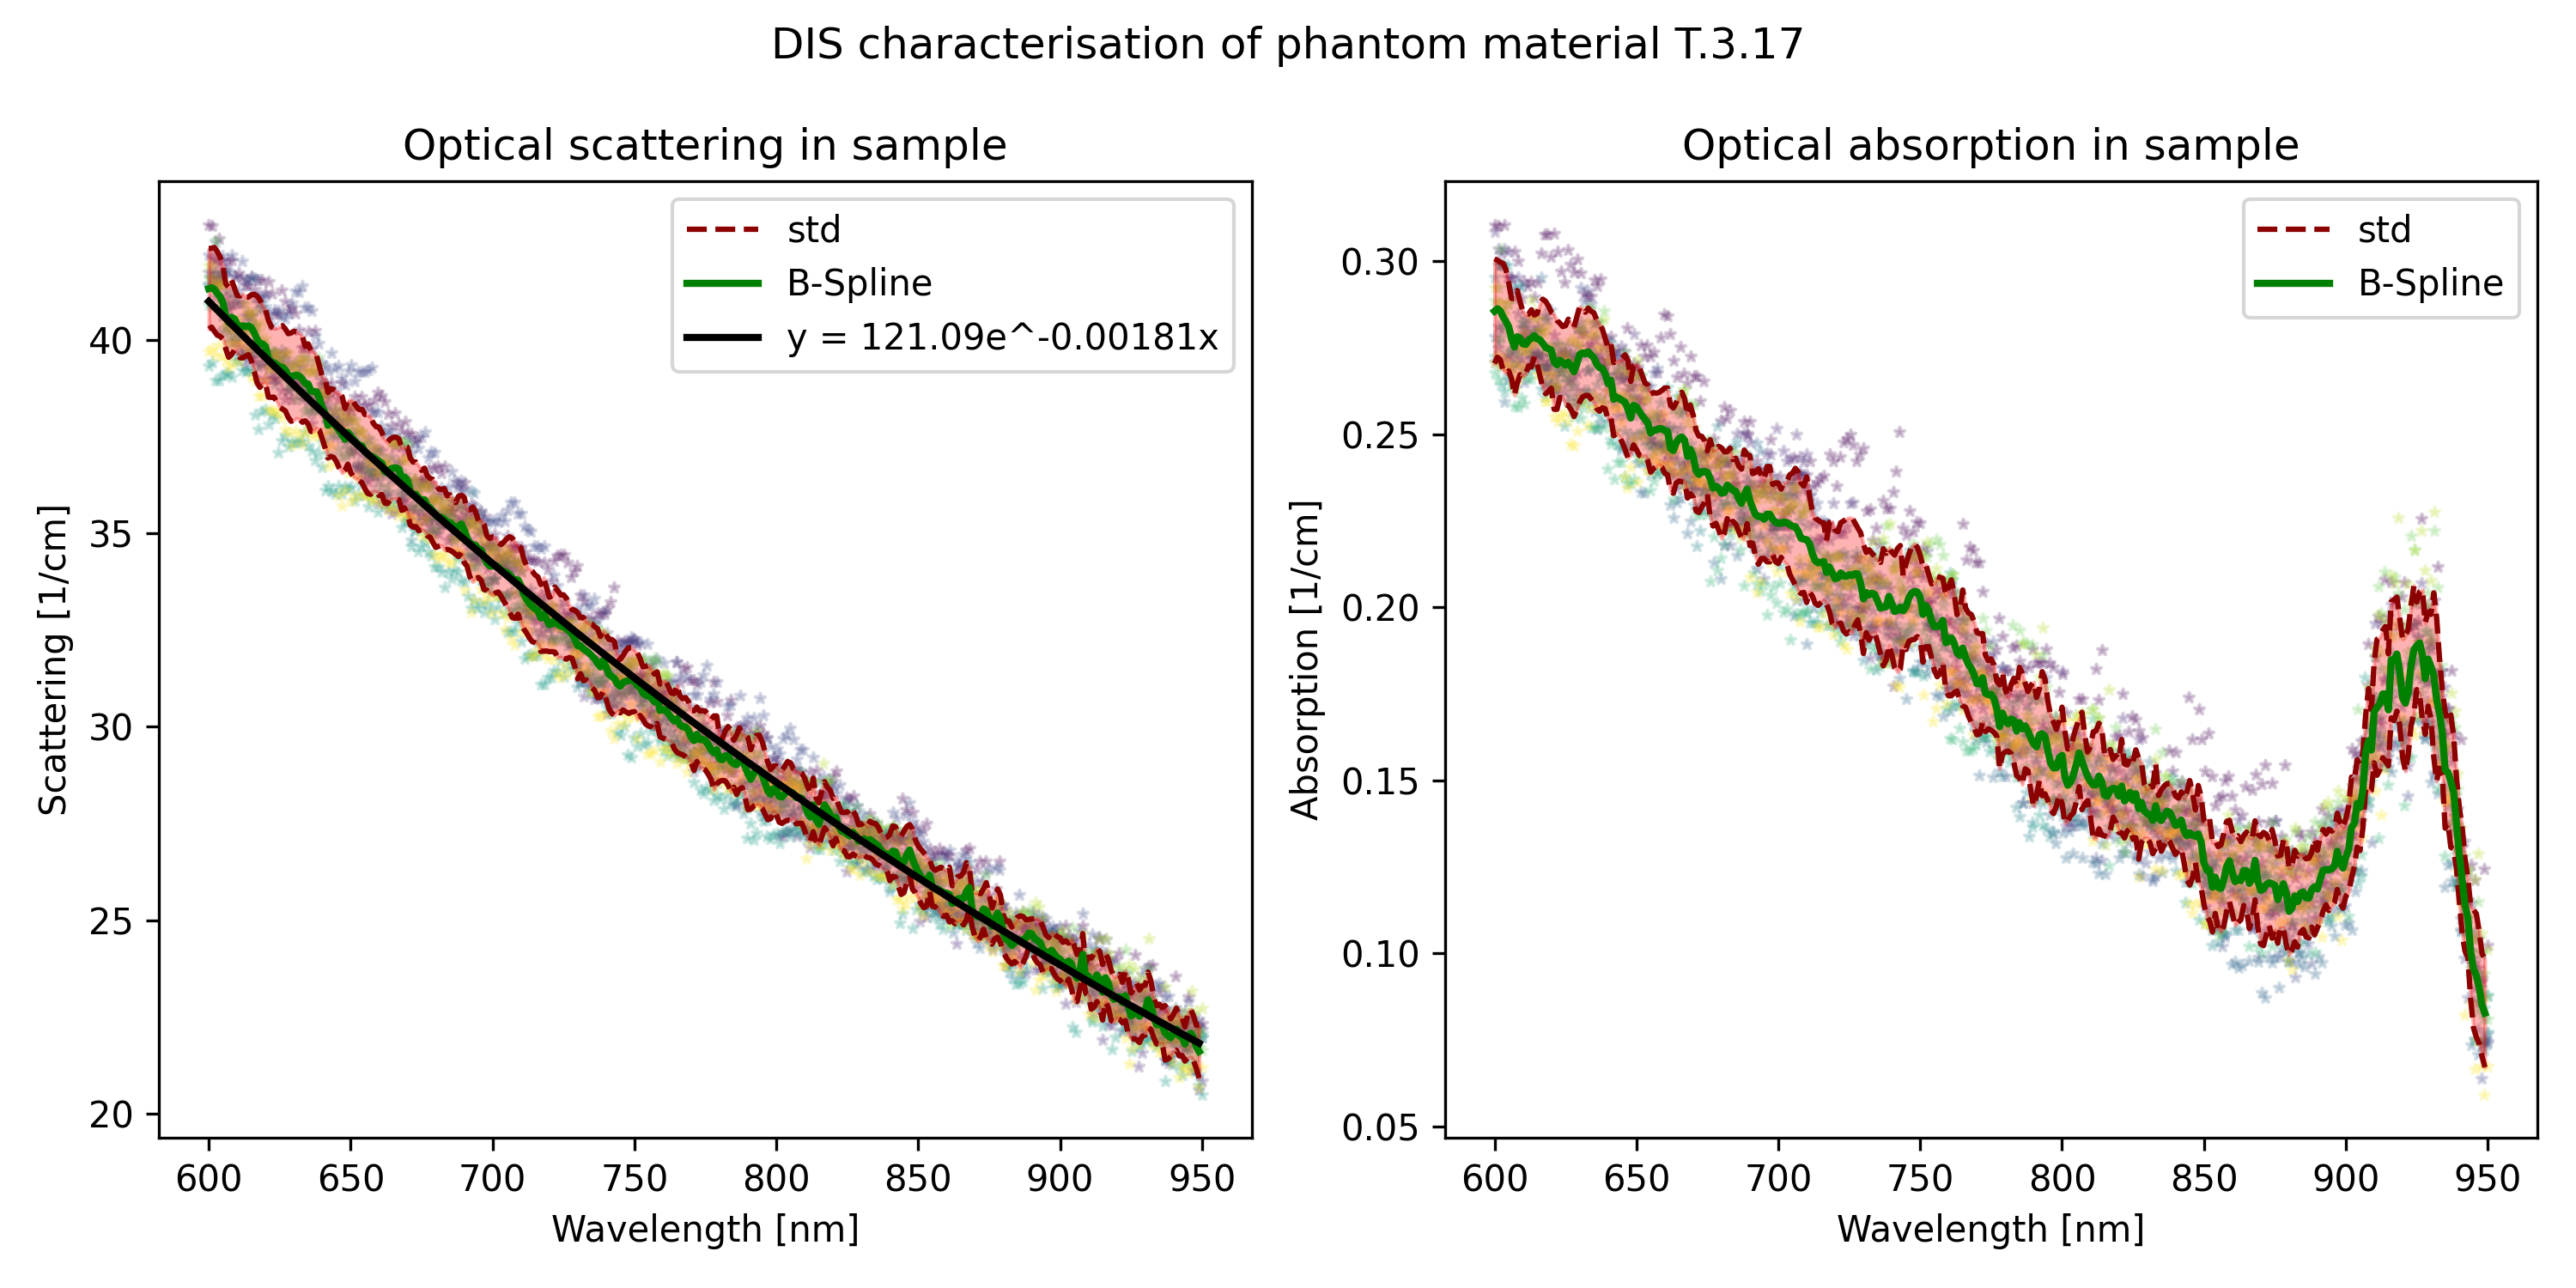 DIS characterisation of phantom material T.3.17
Optical scattering in sample
std
B-Spline
y = 121.09e^-0.00181x
Scattering [1/cm]
40
35
30
25
20
600 650 700 750 800 850 900 950
Wavelength [nm]
Optical absorption in sample
std
B-Spline
Absorption [1/cm]
0.30
0.25
0.20
0.15
0.10
0.05
600 650 700 750 800 850 900 950
Wavelength [nm]